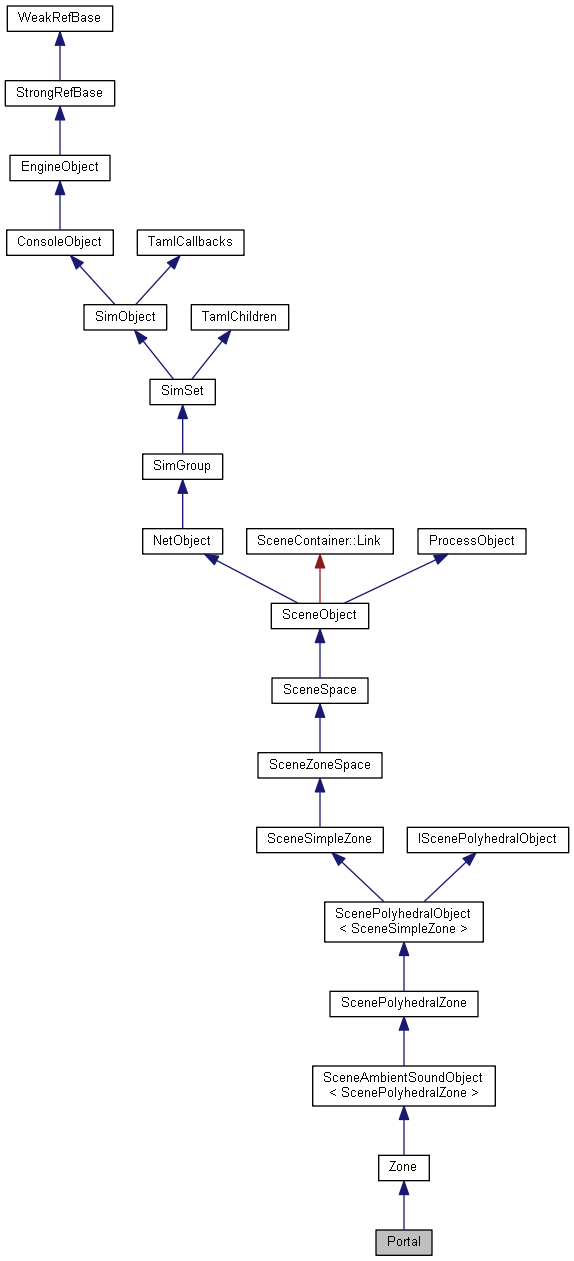 WeakRefBase
StrongRefBase
EngineObject
ConsoleObject
TamlCallbacks
SimObject
TamlChildren
SimSet
SimGroup
NetObject
SceneContainer::Link
ProcessObject
SceneObject
SceneSpace
SceneZoneSpace
SceneSimpleZone
IScenePolyhedralObject
ScenePolyhedralObject
< SceneSimpleZone >
ScenePolyhedralZone
SceneAmbientSoundObject
< ScenePolyhedralZone >
Zone
Portal